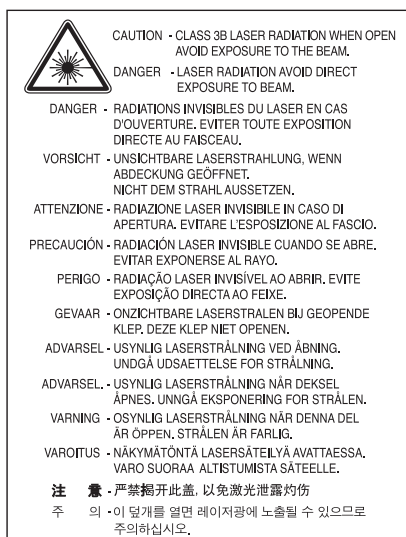 CAUTION - CLASS 3B LASER RADIATION WHEN OPEN
AVOID EXPOSURE TO THE BEAM.
DANGER - LASER RADIATION AVOID DIRECT
EXPOSURE TO BEAM.
DANGER - RADIATIONS INVISIBLES DU LASER EN CAS
D'OUVERTURE. EVITER TOUTE EXPOSITION
DIRECTE AU FAISCEAU.
VORSICHT - UNSICHTBARE LASERSTRAHLUNG, WENN
ABDECKUNG GEÖFFNET.
NICHT DEM STRAHL AUSSETZEN.
ATTENZIONE - RADIAZIONE LASER INVISIBILE IN CASO DI
APERTURA. EVITARE L'ESPOSIZIONE AL FASCIO.
PRECAUCIÓN - RADIACIÓN LASER INVISIBLE CUANDO SE ABRE.
EVITAR EXPONERSE AL RAYO.
PERIGO - RADIAÇÃO LASER INVISÍVEL AO ABRIR. EVITE
EXPOSIÇÃO DIRECTA AO FEIXE.
GEVAAR - ONZICHTBARE LASERSTRALEN BIJ GEOPENDE
KLEP. DEZE KLEP NIET OPENEN.
ADVARSEL - USYNLIG LASERSTRÅLNING VED ÅBNING.
UNDGÅ UDSAETTELSE FOR STRÅLNING.
ADVARSEL. - USYNLIG LASERSTRÅLNING NÅR DEKSEL
ÅPNES. UNNGÅ EKSPONERING FOR STRÅLEN.
VARNING - OSYNLIG LASERSTRÅLNING NÄR DENNA DEL
ÄR ÖPPEN. STRÅLEN ÄR FARLIG.
VAROITUS - NÄKYMÄTÖNTÄ LASERSÄTEILYÄ AVATTAESSA.
VARO SUORAA ALTISTUMISTA SÄTEELLE.
注 意 - 严禁揭开此盖, 以免激光泄露灼伤
주 의 - 이 덮개를 열면 레이저광에 노출될 수 있으므로
주의하십시오.